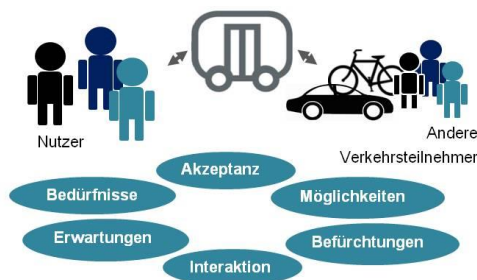 Nutzer
Andere
Verkehrsteilnehmer
Akzeptanz
Bedürfnisse
Möglichkeiten
Erwartungen
Befürchtungen
Interaktion